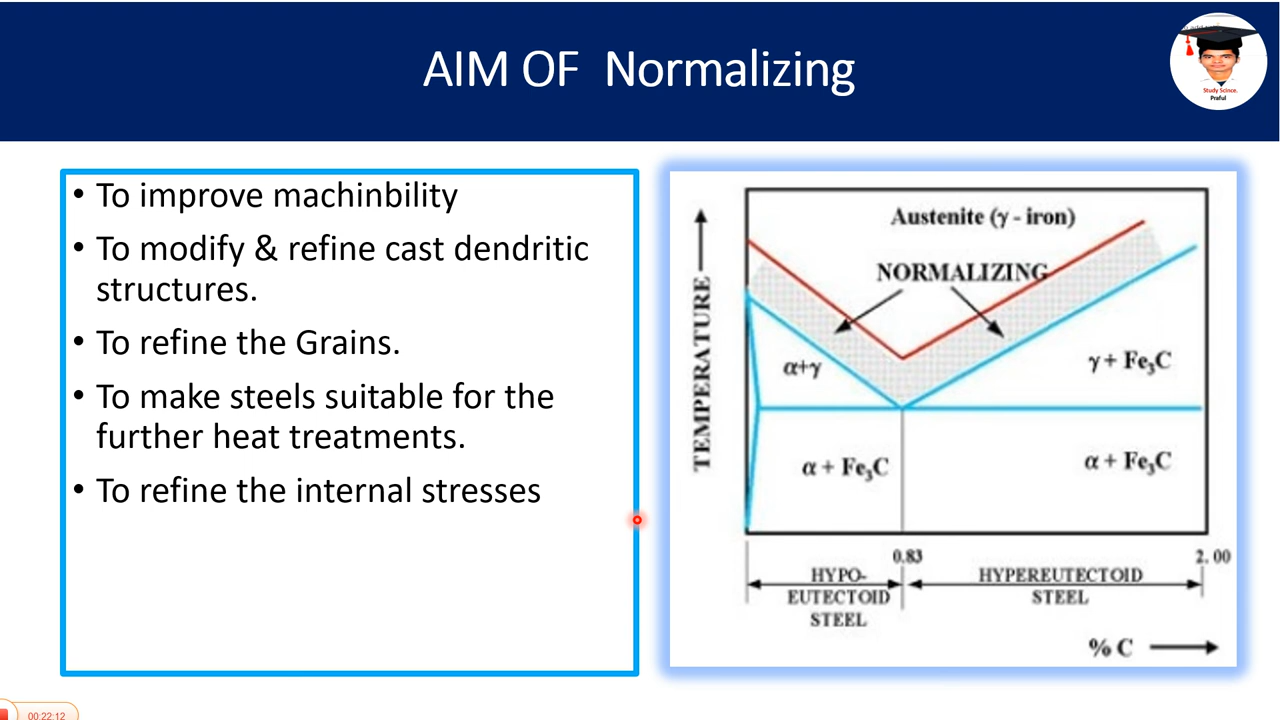 AIM OF Normalizing
Study Scince.
Praful
• To improve machinbility
• To modify & refine cast dendritic
structures.
• To refine the Grains.
• To make steels suitable for the
further heat treatments.
• To refine the internal stresses
TEMPERATURE
Austenite (γ - iron)
NORMALIZING
α+γ
γ + Fe₃C
α + Fe₃C
α + Fe₃C
0.83
2.00
HYPO-
EUTECTOID
STEEL
HYPEREUTECTOID
STEEL
% C
00:22:12